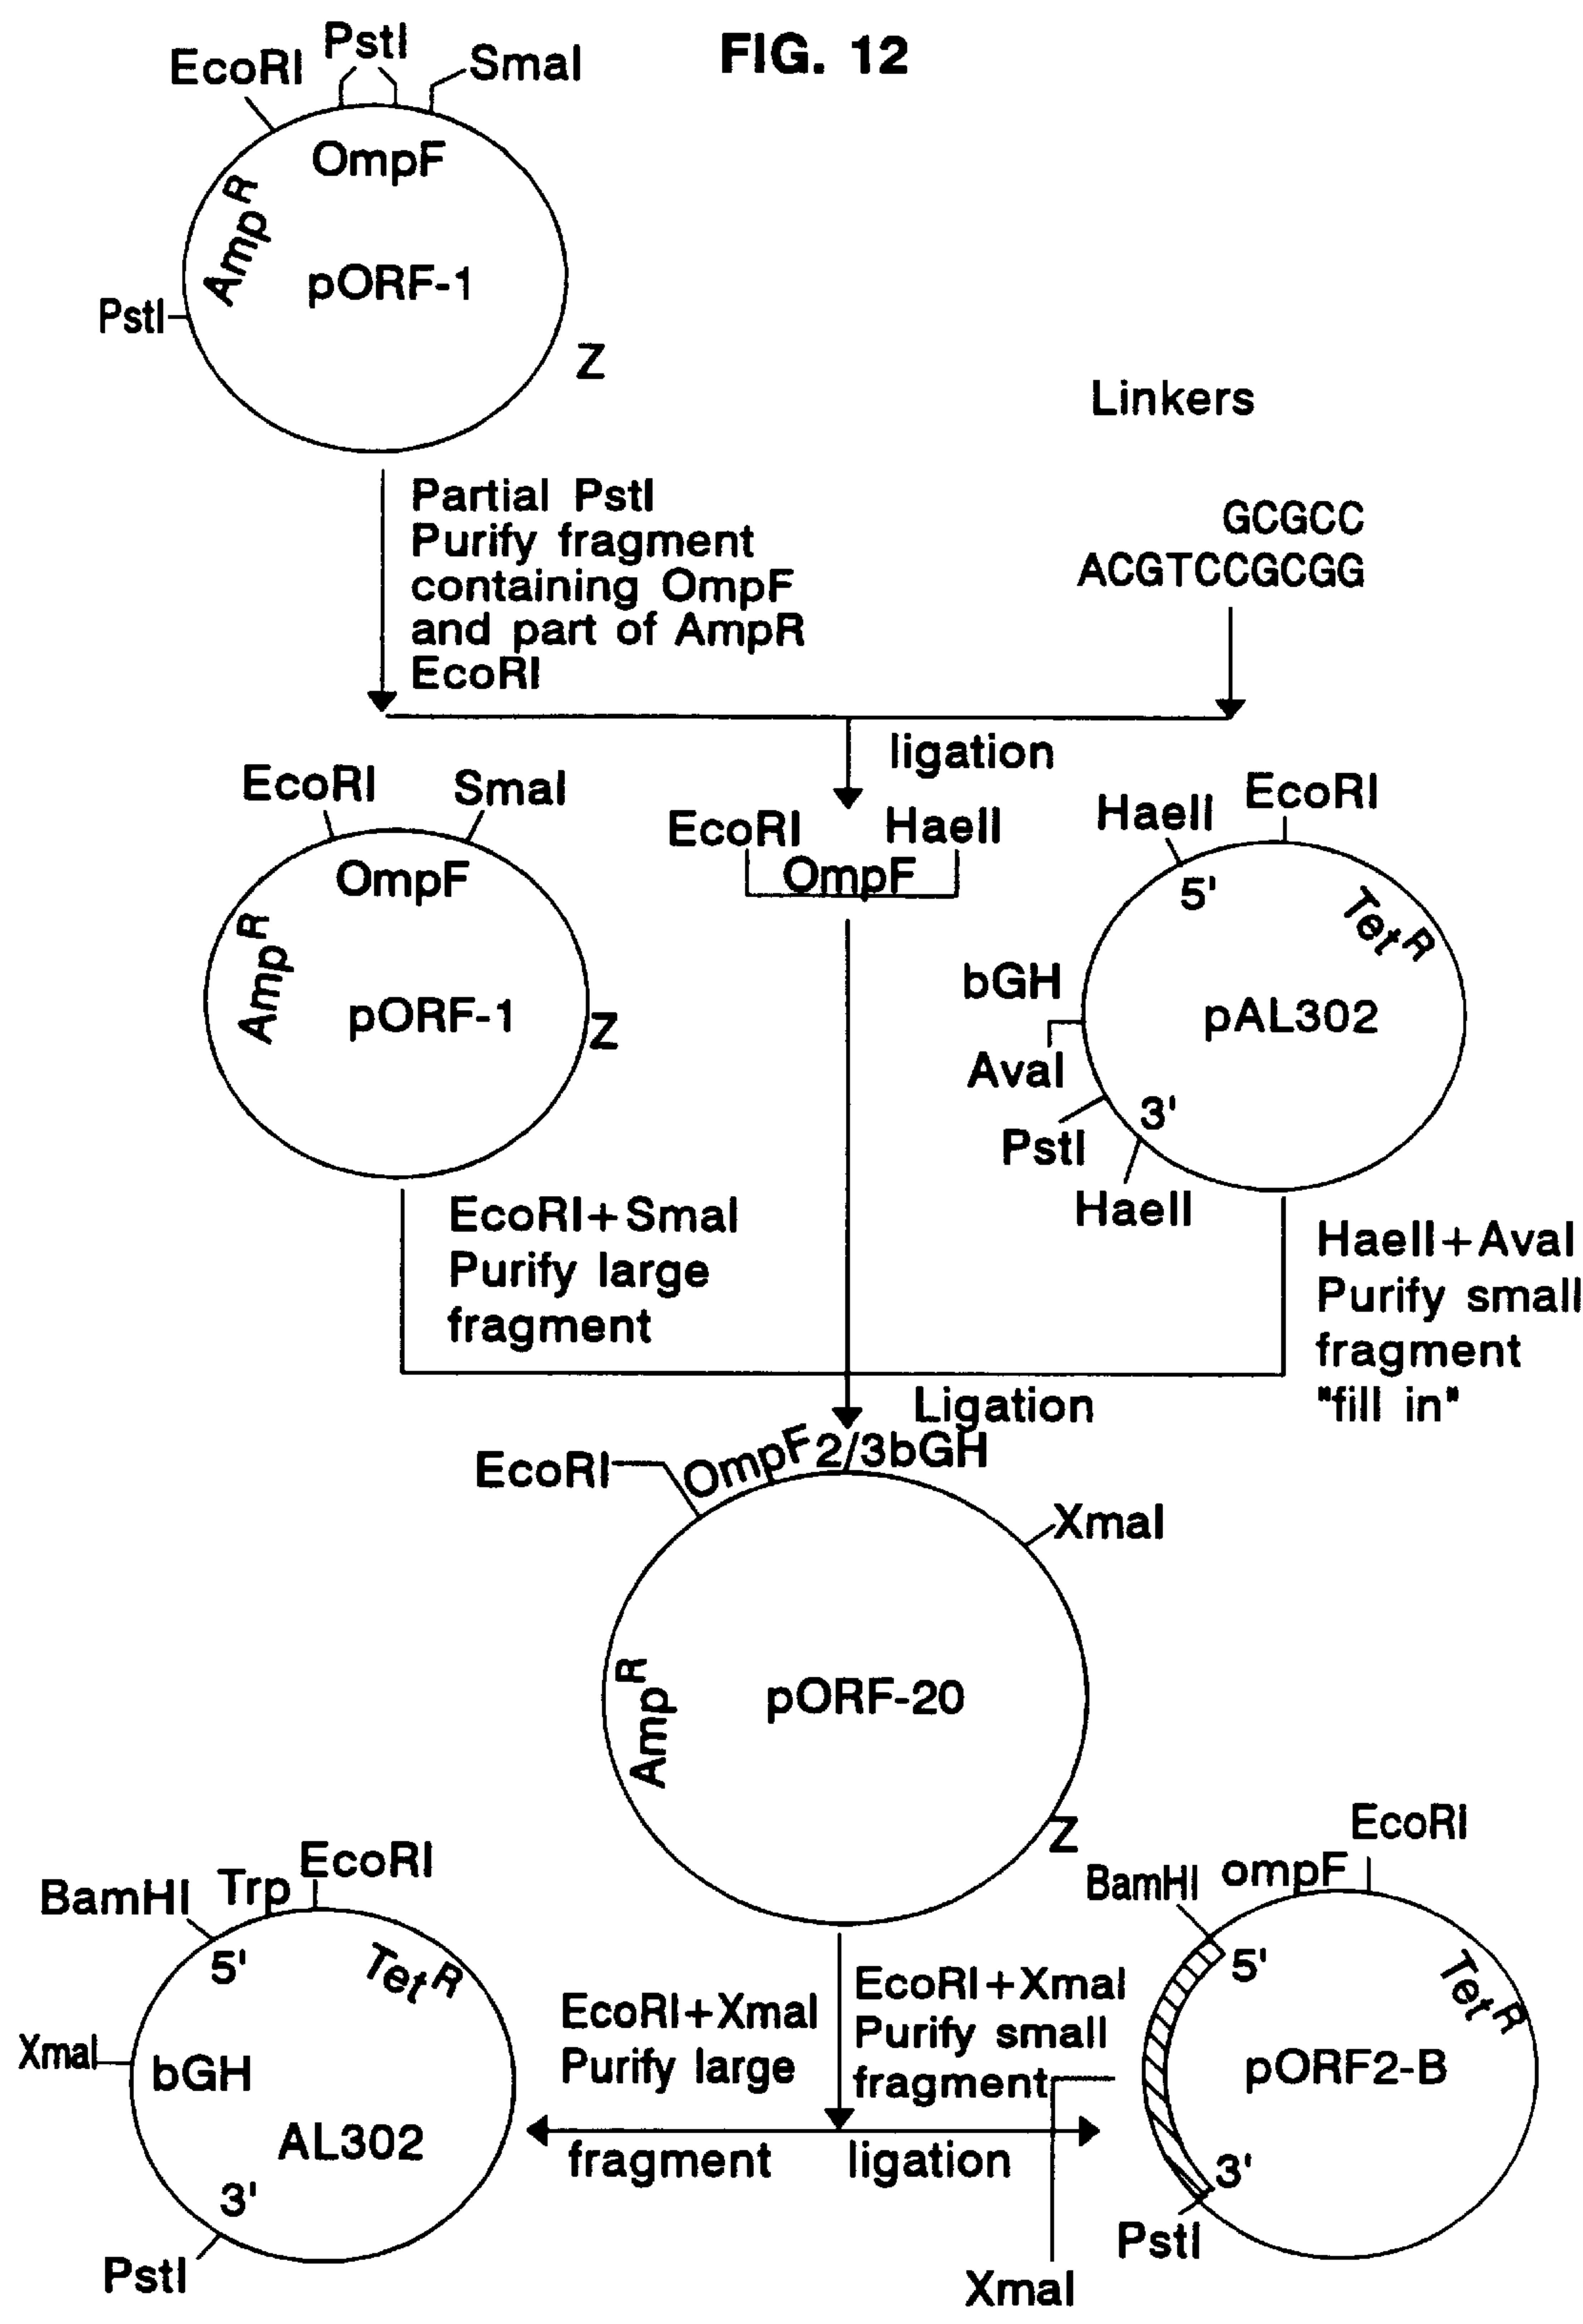 FIG. 12
EcoRI
PstI
SmaI
OmpF
AmpR
pORF-1
PstI
Z
Linkers
Partial PstI
Purify fragment
containing OmpF
and part of AmpR
EcoRI
GCGCC
ACGTCCGCGG
ligation
EcoRI
SmaI
OmpF
AmpR
pORF-1
Z
EcoRI
HaeII
OmpF
HaeII
EcoRI
5'
TetR
bGH
pAL302
AvaI
3'
PstI
HaeII
EcoRI+SmaI
Purify large
fragment
HaeII+AvaI
Purify small
fragment
"fill in"
Ligation
EcoRI
OmpF2/3bGH
XmaI
AmpR
pORF-20
Z
BamHI
Trp
EcoRI
5'
TetR
XmaI
bGH
AL302
3'
PstI
EcoRI+XmaI
Purify large
fragment
EcoRI+XmaI
Purify small
fragment
ligation
XmaI
BamHI
ompF
EcoRI
5'
TetR
pORF2-B
3'
PstI